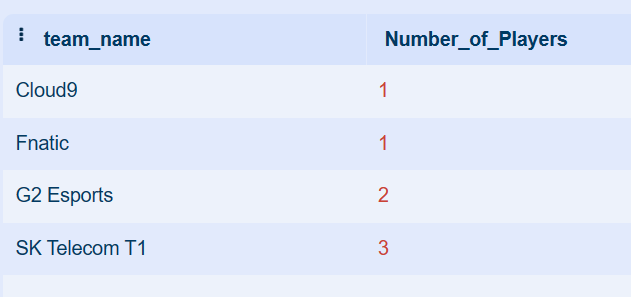 team_name Number_of_Players
Cloud9 1
Fnatic 1
G2 Esports 2
SK Telecom T1 3